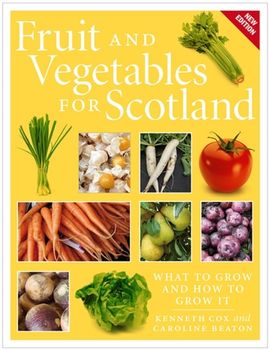 Fruit AND
Vegetables
FOR Scotland
NEW EDITION
WHAT TO GROW
AND HOW TO
GROW IT
KENNETH COX and
CAROLINE BEATON